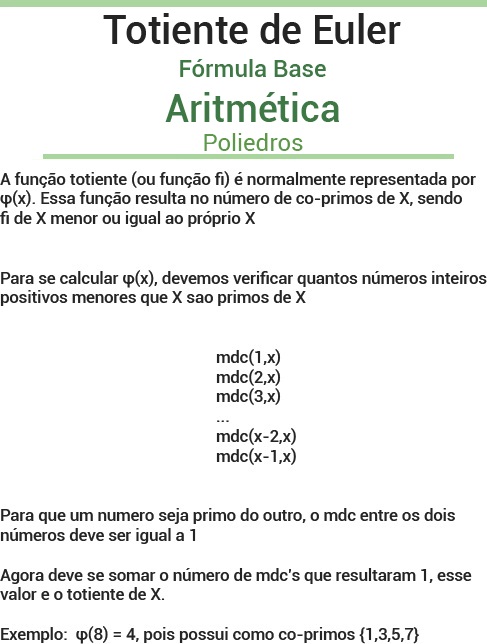 Totiente de Euler
Fórmula Base
Aritmética
Poliedros
A função totiente (ou função fi) é normalmente representada por
φ(x). Essa função resulta no número de co-primos de X, sendo
fi de X menor ou igual ao próprio X
Para se calcular φ(x), devemos verificar quantos números inteiros
positivos menores que X sao primos de X
mdc(1,x)
mdc(2,x)
mdc(3,x)
...
mdc(x-2,x)
mdc(x-1,x)
Para que um numero seja primo do outro, o mdc entre os dois
números deve ser igual a 1
Agora deve se somar o número de mdc's que resultaram 1, esse
valor e o totiente de X.
Exemplo: φ(8) = 4, pois possui como co-primos {1,3,5,7}